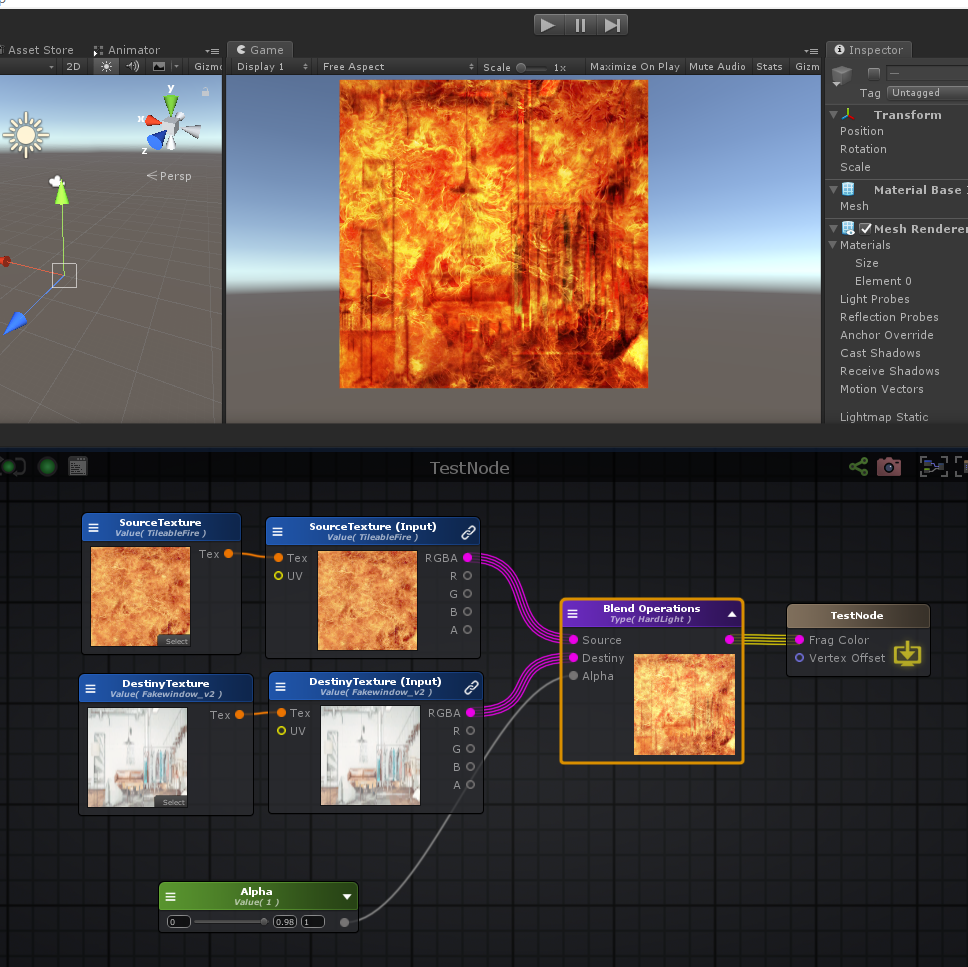 Asset Store
Animator
Game
Inspector
2D
Gizmo
Display 1
Free Aspect
Scale
1x
Maximize On Play
Mute Audio
Stats
Gizm
Tag
Untagged
y
x
z
Persp
Transform
Position
Rotation
Scale
Material Base
Mesh
Mesh Renderer
Materials
Size
Element 0
Light Probes
Reflection Probes
Anchor Override
Cast Shadows
Receive Shadows
Motion Vectors
Lightmap Static
TestNode
SourceTexture
Value( TileableFire )
Tex
Select
SourceTexture (Input)
Value( TileableFire )
Tex
UV
RGBA
R
G
B
A
Blend Operations
Type( HardLight )
Source
Destiny
Alpha
TestNode
Frag Color
Vertex Offset
DestinyTexture
Value( Fakewindow_v2 )
Tex
Select
DestinyTexture (Input)
Value( Fakewindow_v2 )
Tex
UV
RGBA
R
G
B
A
Alpha
Value( 1 )
0
0.98
1